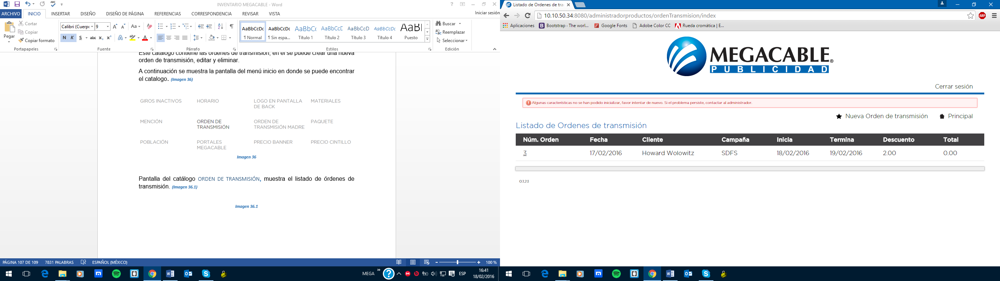 INVENTARIO MEGACABLE - Word
ARCHIVO INICIO INSERTAR DISEÑO DISEÑO DE PÁGINA REFERENCIAS CORRESPONDENCIA REVISAR VISTA Iniciar sesión
Pegar
Cortar
Copiar
Copiar formato
Portapapeles
Calibri (Cuerp 9
Aa
N K S abc x₂ x² A A
Fuente
Párrafo
AaBbCcDc AaBbCcDc AaBbC( AaBbCcE AaBbCcD AaBbCcDc AaBl
¶ Normal ¶ Sin espa... Título 1 Título 2 Título 3 Título 4 Puesto
Estilos
Buscar
Reemplazar
Seleccionar
Edición
Este catálogo contiene las órdenes de transmisión, en él se puede crear una nueva
orden de transmisión, editar y eliminar.
A continuación se muestra la pantalla del menú inicio en donde se puede encontrar
el catalogo. (Imagen 36)
GIROS INACTIVOS HORARIO LOGO EN PANTALLA MATERIALES
DE BACK
MENCIÓN ORDEN DE ORDEN DE PAQUETE
TRANSMISIÓN TRANSMISIÓN MADRE
POBLACIÓN PORTALES PRECIO BANNER PRECIO CINTILLO
MEGACABLE
Imagen 36
Pantalla del catálogo ORDEN DE TRANSMISIÓN, muestra el listado de órdenes de
transmisión. (Imagen 36.1)
Imagen 36.1
PÁGINA 107 DE 109 7831 PALABRAS ESPAÑOL (MÉXICO) 100 %
MEGA » ESP 16:41
18/02/2016
Listado de Ordenes de tra
10.10.50.34:8080/administradorproductos/ordenTransmision/index
ABP
Aplicaciones Bootstrap · The worl... Google Fonts Adobe Color CC Rueda cromática | E...
MEGACABLE®
PUBLICIDAD
Cerrar sesión
Algunas características no se han podido inicializar, favor intentar de nuevo. Si el problema persiste, contactar al administrador.
Nueva Orden de transmisión Principal
Listado de Ordenes de transmisión
Núm. Orden Fecha Cliente Campaña Inicia Termina Descuento Total
3 17/02/2016 Howard Wolowitz SDFS 18/02/2016 19/02/2016 2.00 0.00
0.1.23